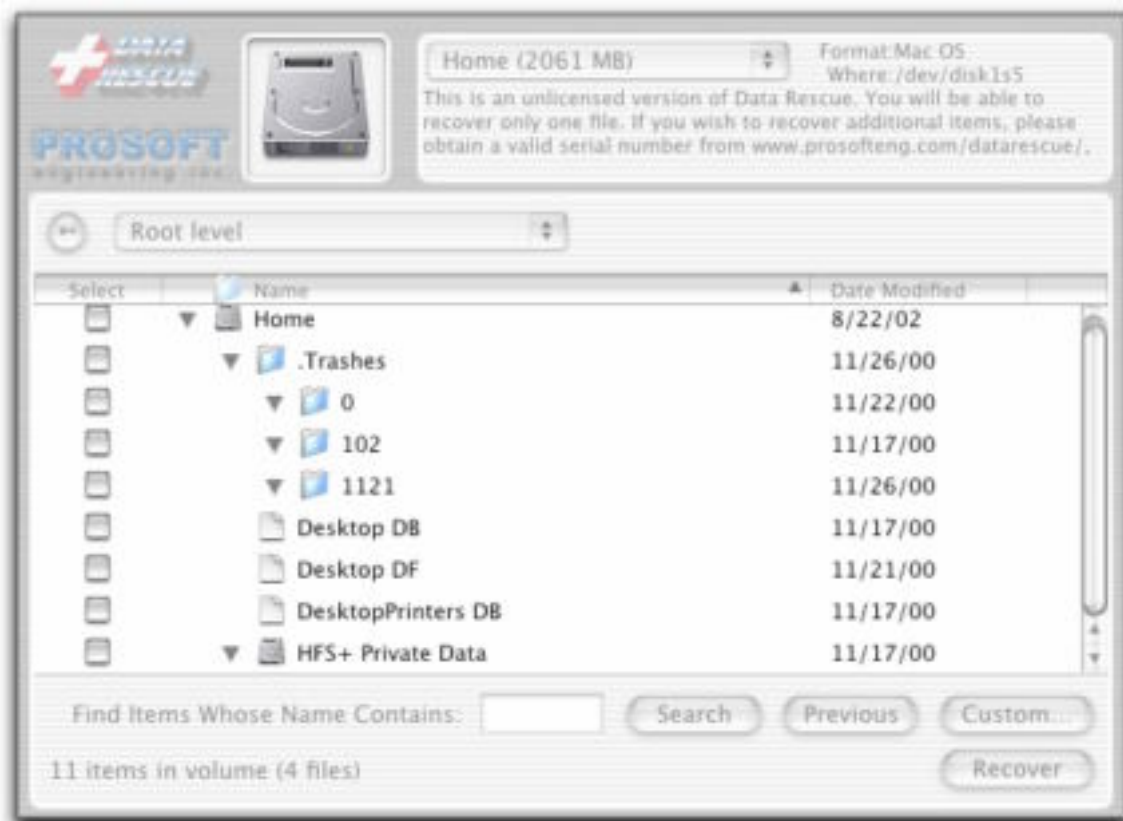 DATA
RESCUE
PROSOFT
engineering inc.
Home (2061 MB)
Format:Mac OS
Where:/dev/disk1s5
This is an unlicensed version of Data Rescue. You will be able to
recover only one file. If you wish to recover additional items, please
obtain a valid serial number from www.prosofteng.com/datarescue/.
Root level
Select Name Date Modified
Home 8/22/02
.Trashes 11/26/00
0 11/22/00
102 11/17/00
1121 11/26/00
Desktop DB 11/17/00
Desktop DF 11/21/00
DesktopPrinters DB 11/17/00
HFS+ Private Data 11/17/00
Find Items Whose Name Contains: Search Previous Custom...
11 items in volume (4 files) Recover